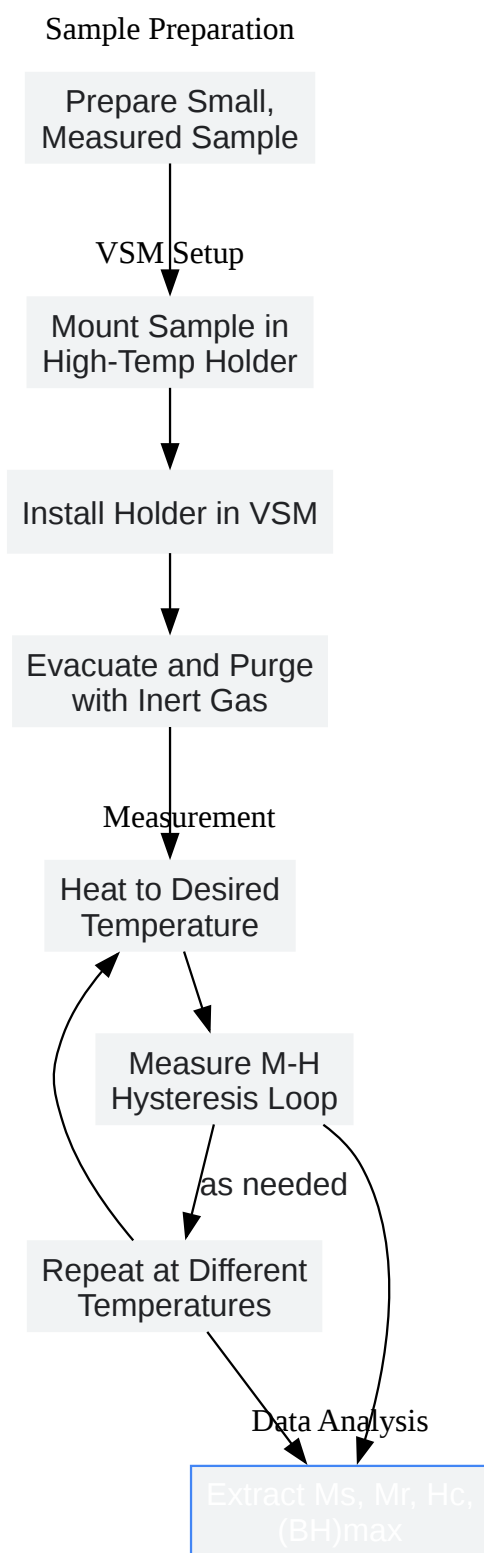 Sample Preparation
Prepare Small,
Measured Sample
VSM Setup
Mount Sample in
High-Temp Holder
Install Holder in VSM
Evacuate and Purge
with Inert Gas
Measurement
Heat to Desired
Temperature
Measure M-H
Hysteresis Loop
as needed
Repeat at Different
Temperatures
Data Analysis
Extract Ms, Mr, Hc,
(BH)max